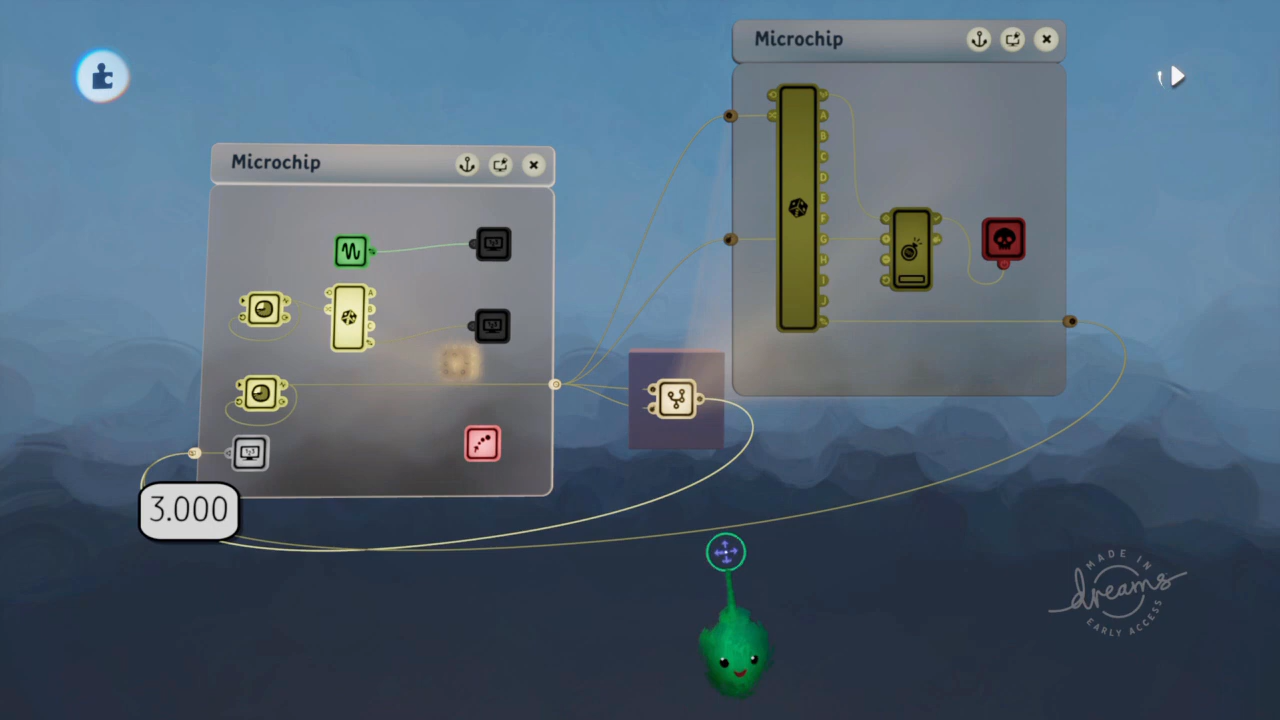 Microchip
Microchip
A
B
C
D
E
F
G
H
I
J
A
B
C
3.000
MADE IN
dreams
EARLY ACCESS